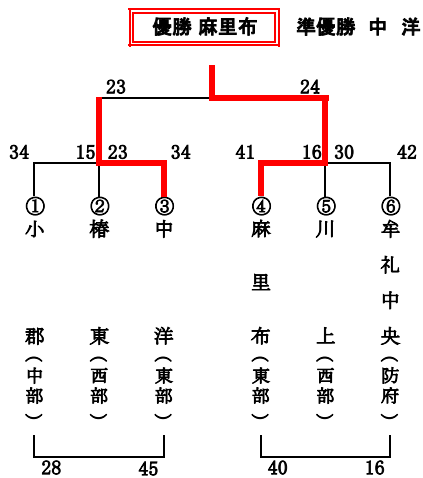 優勝 麻里布 準優勝 中 洋
23 24
34 15 23 34 41 16 30 42
① ② ③ ④ ⑤ ⑥
小郡(中部)
椿東(西部)
中洋(東部)
麻里布(東部)
川上(西部)
牟礼中央(防府)
28 45 40 16